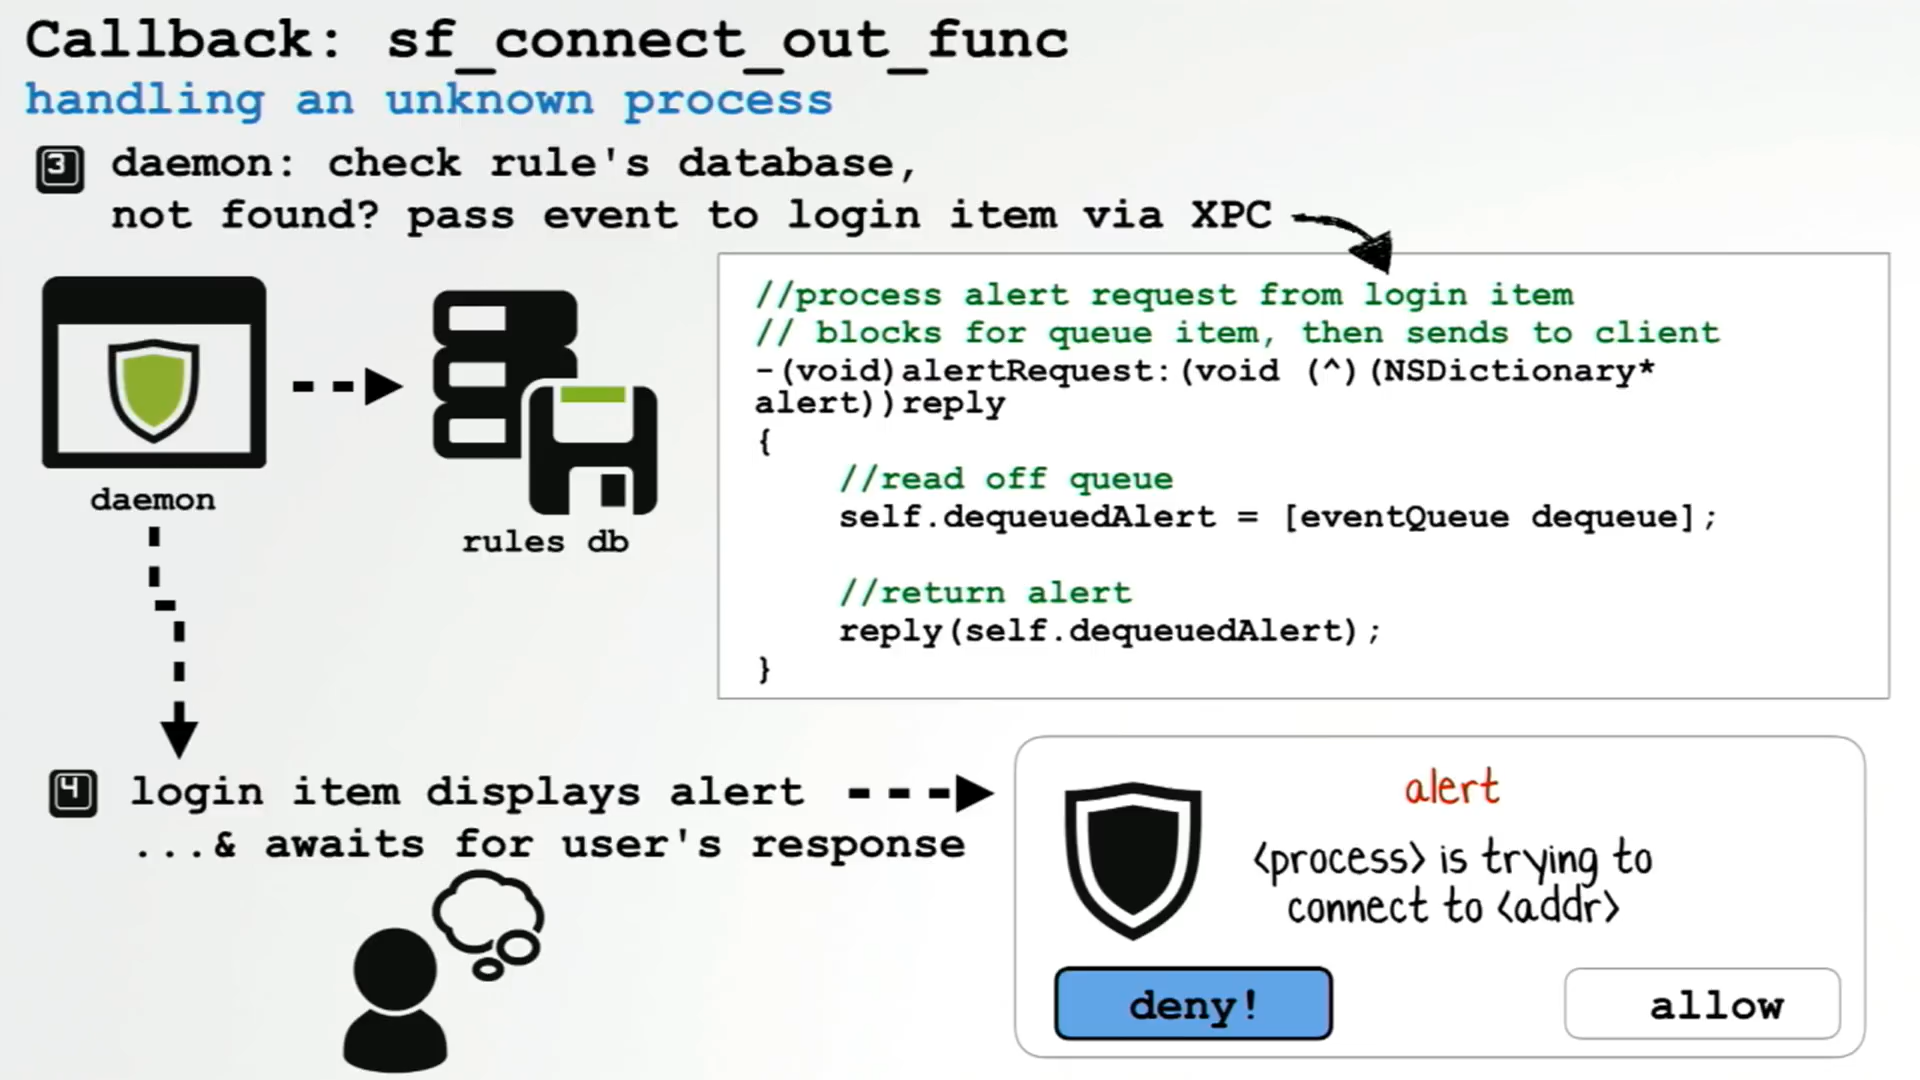 Callback: sf_connect_out_func
handling an unknown process
3 daemon: check rule's database,
not found? pass event to login item via XPC
daemon
rules db
//process alert request from login item
// blocks for queue item, then sends to client
-(void)alertRequest:(void (^)(NSDictionary*
alert))reply
{
//read off queue
self.dequeuedAlert = [eventQueue dequeue];
//return alert
reply(self.dequeuedAlert);
}
4 login item displays alert
...& awaits for user's response
alert
<process> is trying to
connect to <addr>
deny!
allow